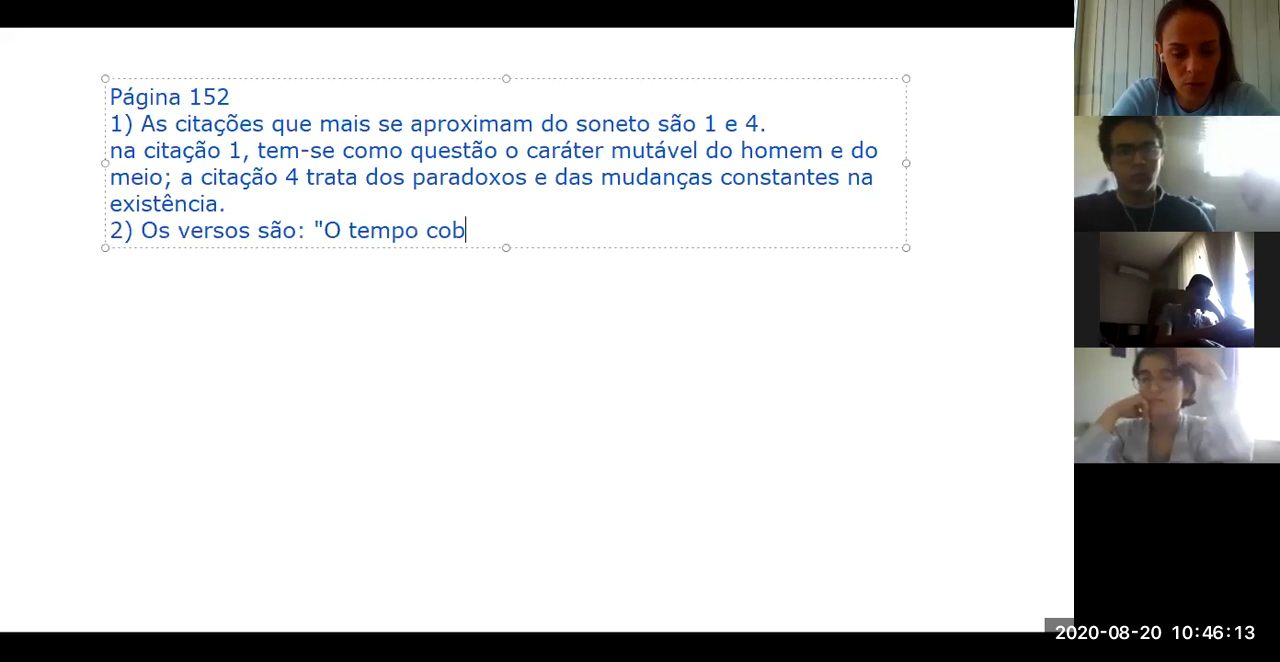 Página 152
1) As citações que mais se aproximam do soneto são 1 e 4.
na citação 1, tem-se como questão o caráter mutável do homem e do
meio; a citação 4 trata dos paradoxos e das mudanças constantes na
existência.
2) Os versos são: "O tempo cob
2020-08-20 10:46:13